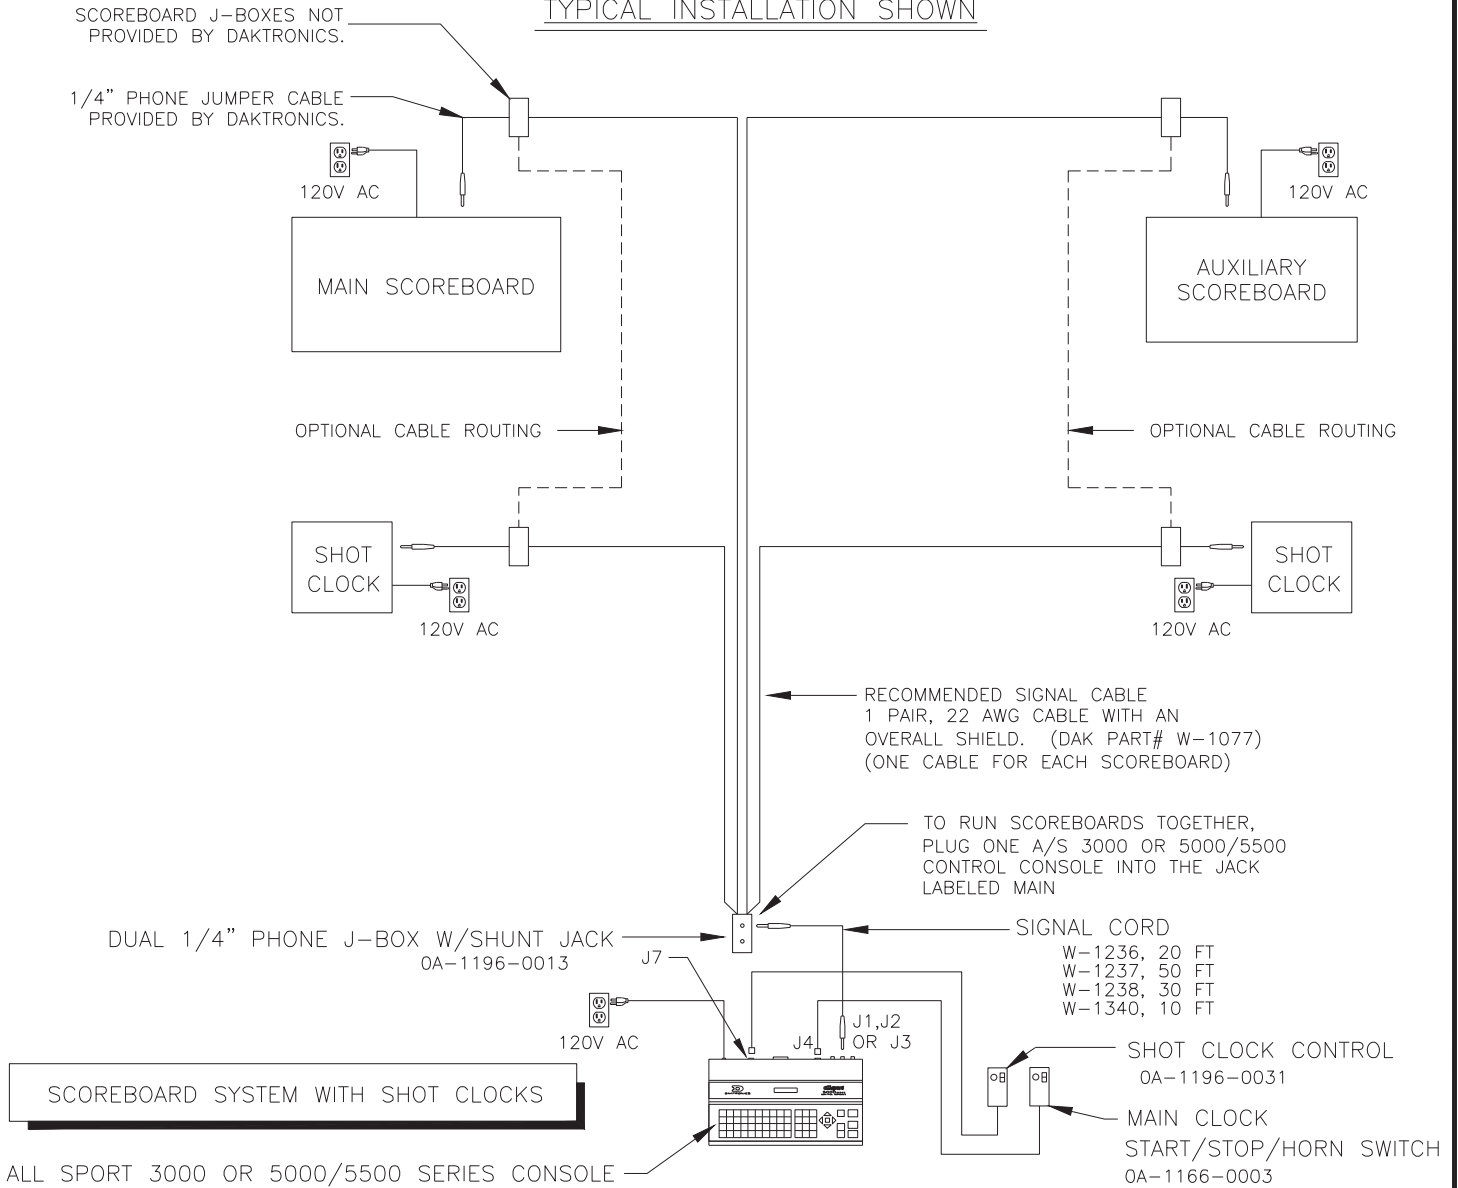 TYPICAL INSTALLATION SHOWN
SCOREBOARD J-BOXES NOT
PROVIDED BY DAKTRONICS.
1/4" PHONE JUMPER CABLE
PROVIDED BY DAKTRONICS.
120V AC
120V AC
MAIN SCOREBOARD
AUXILIARY
SCOREBOARD
OPTIONAL CABLE ROUTING
OPTIONAL CABLE ROUTING
SHOT
CLOCK
120V AC
SHOT
CLOCK
120V AC
RECOMMENDED SIGNAL CABLE
1 PAIR, 22 AWG CABLE WITH AN
OVERALL SHIELD. (DAK PART# W-1077)
(ONE CABLE FOR EACH SCOREBOARD)
TO RUN SCOREBOARDS TOGETHER,
PLUG ONE A/S 3000 OR 5000/5500
CONTROL CONSOLE INTO THE JACK
LABELED MAIN
DUAL 1/4" PHONE J-BOX W/SHUNT JACK
0A-1196-0013
J7
SIGNAL CORD
W-1236, 20 FT
W-1237, 50 FT
W-1238, 30 FT
W-1340, 10 FT
120V AC
J4
J1,J2
OR J3
SHOT CLOCK CONTROL
0A-1196-0031
MAIN CLOCK
START/STOP/HORN SWITCH
0A-1166-0003
SCOREBOARD SYSTEM WITH SHOT CLOCKS
ALL SPORT 3000 OR 5000/5500 SERIES CONSOLE